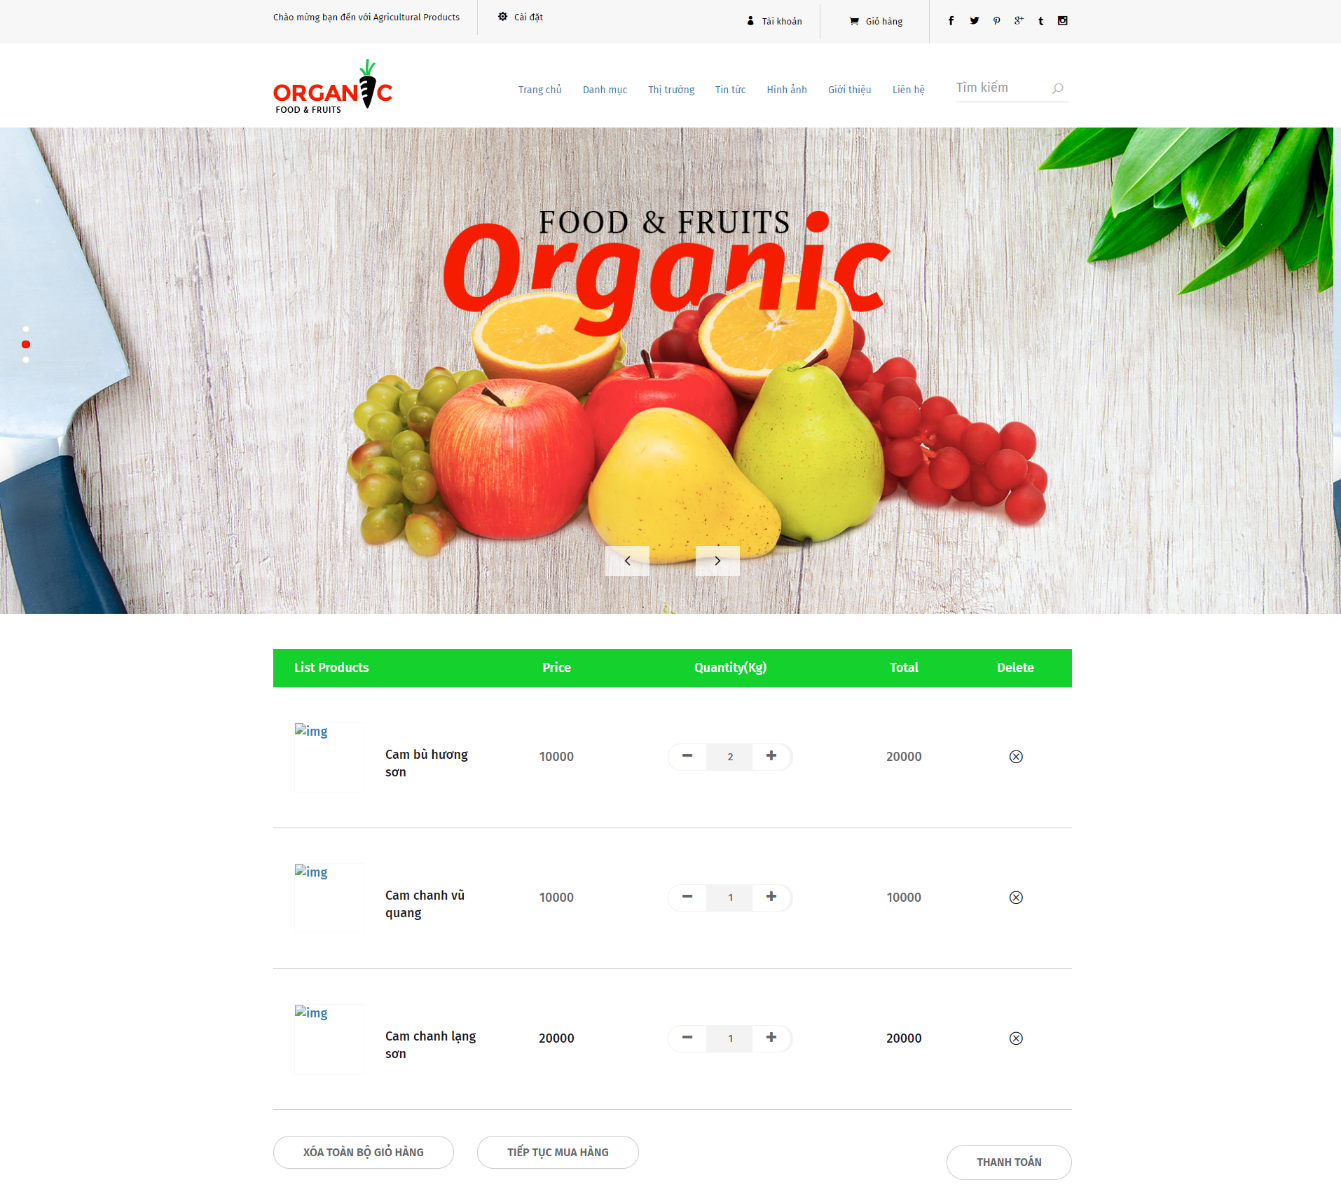 Chào mừng bạn đến với Agricultural Products
Cài đặt
Tài khoản
Giỏ hàng
ORGANIC
FOOD & FRUITS
Trang chủ
Danh mục
Thị trường
Tin tức
Hình ảnh
Giới thiệu
Liên hệ
Tìm kiếm
FOOD & FRUITS
Organic
List Products Price Quantity(Kg) Total Delete
img
Cam bù hương
sơn
10000 2 20000
img
Cam chanh vũ
quang
10000 1 10000
img
Cam chanh lạng
sơn
20000 1 20000
XÓA TOÀN BỘ GIỎ HÀNG
TIẾP TỤC MUA HÀNG
THANH TOÁN